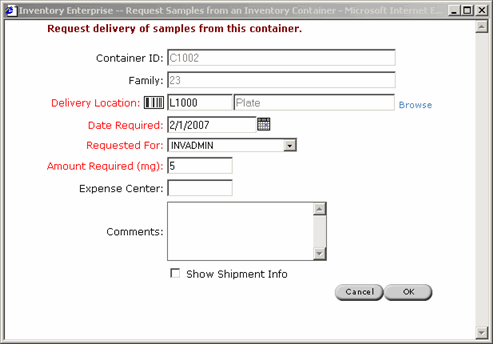 Inventory Enterprise -- Request Samples from an Inventory Container - Microsoft Internet E...
Request delivery of samples from this container.
Container ID: C1002
Family: 23
Delivery Location: L1000 Plate Browse
Date Required: 2/1/2007
Requested For: INVADMIN
Amount Required (mg): 5
Expense Center:
Comments:
Show Shipment Info
Cancel OK